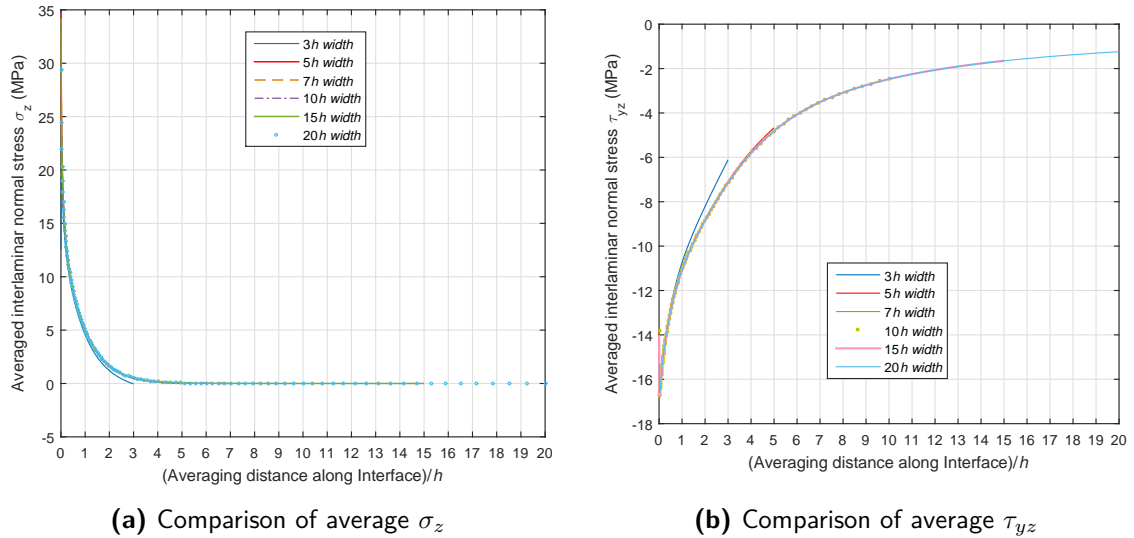 35
30
25
20
15
10
5
0
-5
Averaged interlaminar normal stress σz (MPa)
3h width
5h width
7h width
10h width
15h width
20h width
0 1 2 3 4 5 6 7 8 9 10 11 12 13 14 15 16 17 18 19 20
(Averaging distance along Interface)/h
(a) Comparison of average σz
0
-2
-4
-6
-8
-10
-12
-14
-16
-18
Averaged interlaminar normal stress τyz (MPa)
3h width
5h width
7h width
10h width
15h width
20h width
0 1 2 3 4 5 6 7 8 9 10 11 12 13 14 15 16 17 18 19 20
(Averaging distance along Interface)/h
(b) Comparison of average τyz